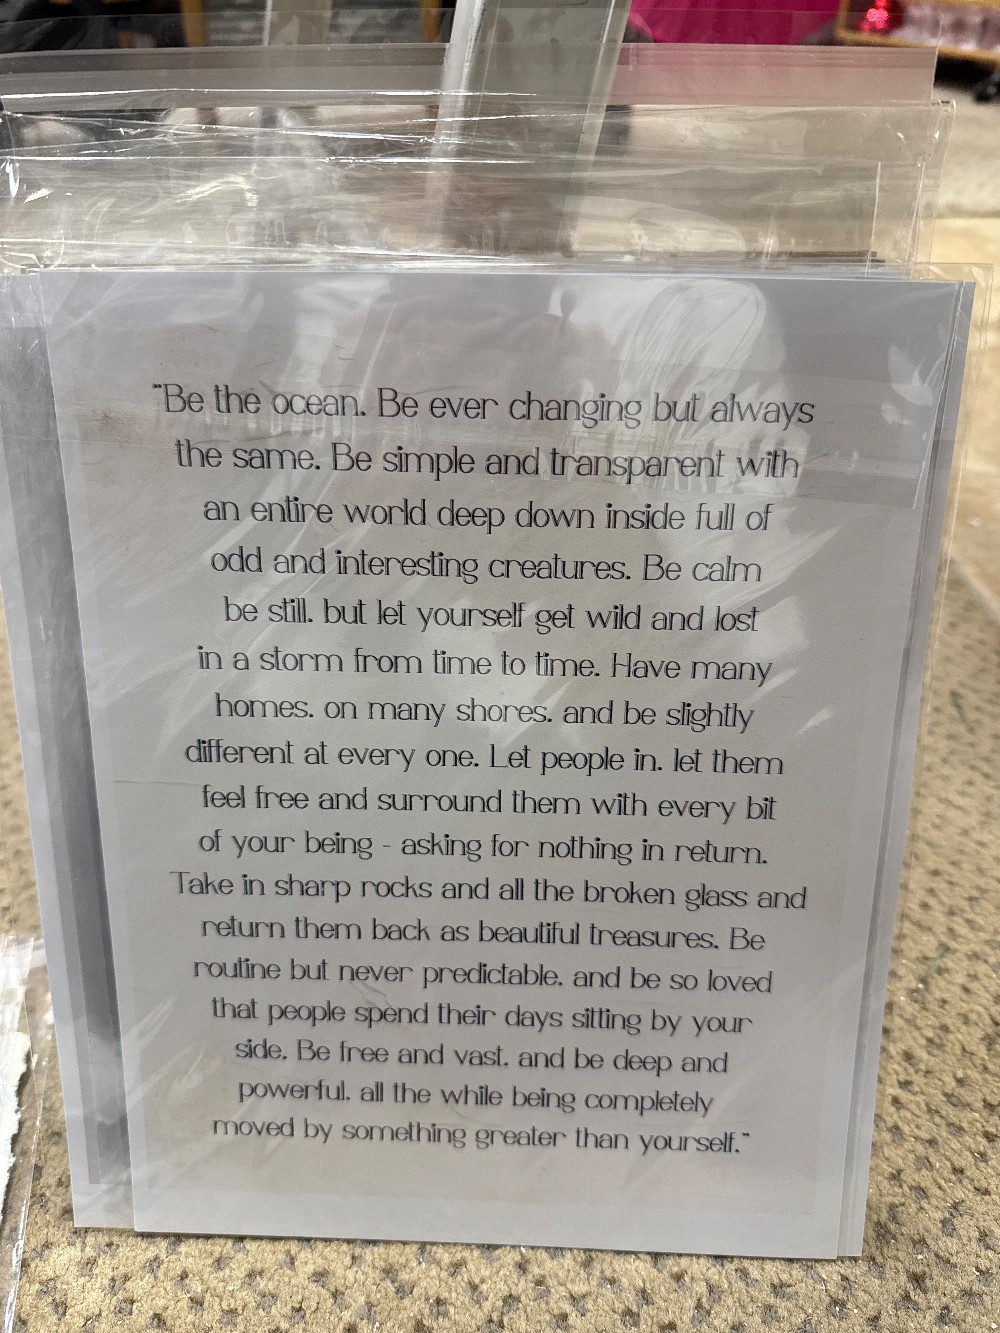 "Be the ocean. Be ever changing but always
the same. Be simple and transparent with
an entire world deep down inside full of
odd and interesting creatures. Be calm
be still. but let yourself get wild and lost
in a storm from time to time. Have many
homes. on many shores. and be slightly
different at every one. Let people in. let them
feel free and surround them with every bit
of your being - asking for nothing in return.
Take in sharp rocks and all the broken glass and
return them back as beautiful treasures. Be
routine but never predictable. and be so loved
that people spend their days sitting by your
side. Be free and vast. and be deep and
powerful. all the while being completely
moved by something greater than yourself."